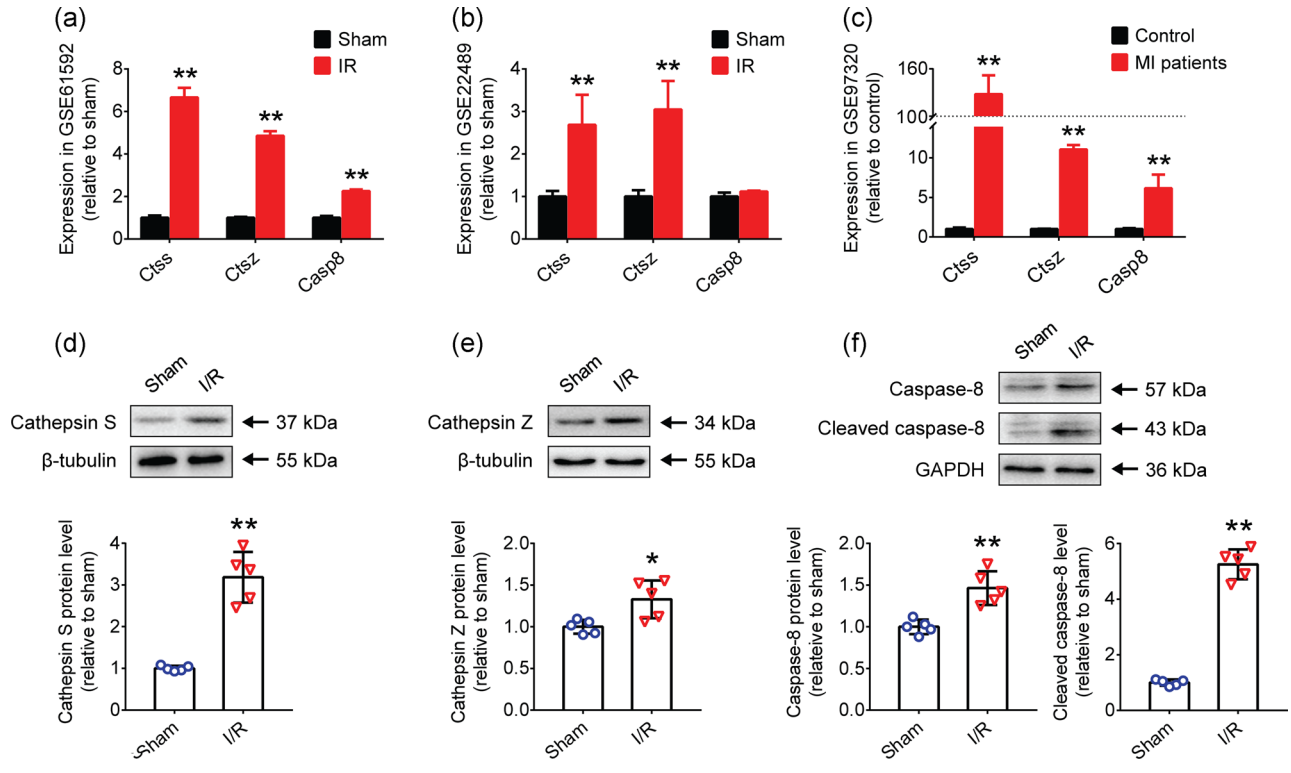 (a)
Sham
IR
Expression in GSE61592
(relative to sham)
8
6
4
2
0
**
**
**
Ctss
Ctsz
Casp8
(b)
Sham
IR
Expression in GSE22489
(relative to sham)
4
3
2
1
0
**
**
Ctss
Ctsz
Casp8
(c)
Control
MI patients
Expression in GSE97320
(relative to control)
160
100
10
5
0
**
**
**
Ctss
Ctsz
Casp8
(d)
Sham
I/R
Cathepsin S
37 kDa
β-tubulin
55 kDa
Cathepsin S protein level
(relative to sham)
4
3
2
1
0
**
Sham
I/R
(e)
Sham
I/R
Cathepsin Z
34 kDa
β-tubulin
55 kDa
Cathepsin Z protein level
(relative to sham)
2.0
1.5
1.0
0.5
0.0
*
Sham
I/R
(f)
Sham
I/R
Caspase-8
57 kDa
Cleaved caspase-8
43 kDa
GAPDH
36 kDa
Caspase-8 protein level
(relateive to sham)
2.0
1.5
1.0
0.5
0.0
**
Sham
I/R
Cleaved caspase-8 level
(relateive to sham)
6
4
2
0
**
Sham
I/R